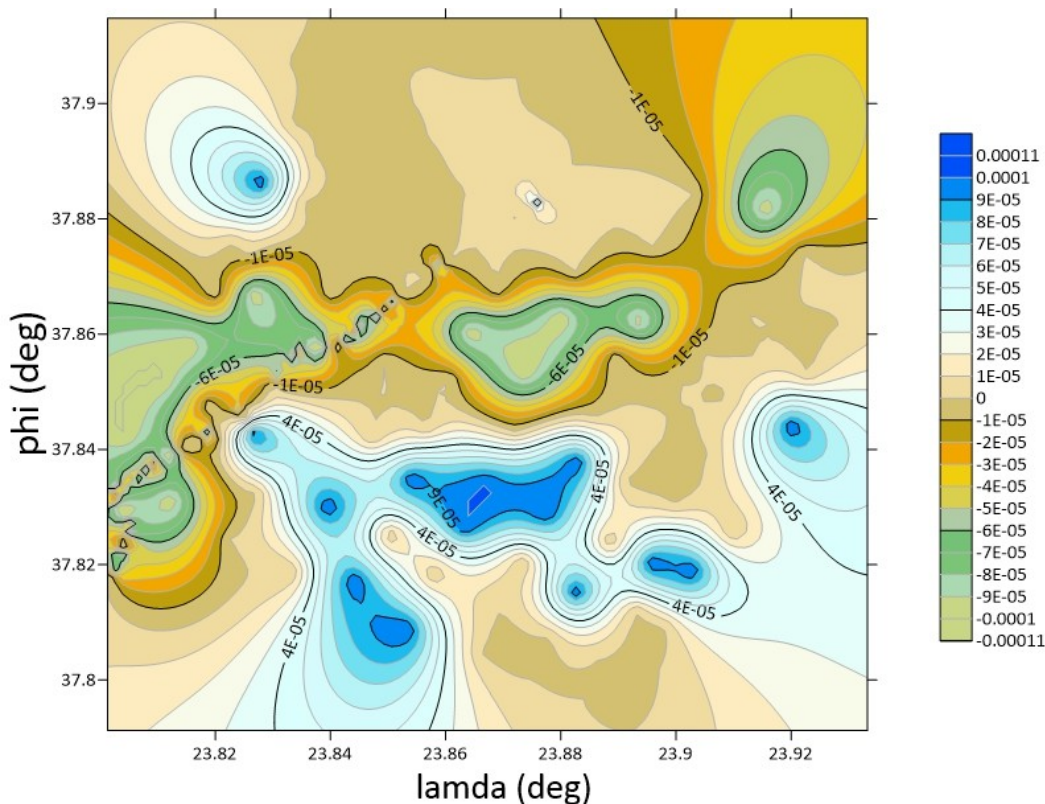 37.9
37.88
37.86
37.84
37.82
37.8
phi (deg)
23.82
23.84
23.86
23.88
23.9
23.92
lamda (deg)
-1E-05
-1E-05
-6E-05
-1E-05
-6E-05
-1E-05
4E-05
9E-05
4E-05
4E-05
4E-05
4E-05
4E-05
0.00011
0.0001
9E-05
8E-05
7E-05
6E-05
5E-05
4E-05
3E-05
2E-05
1E-05
0
-1E-05
-2E-05
-3E-05
-4E-05
-5E-05
-6E-05
-7E-05
-8E-05
-9E-05
-0.0001
-0.00011